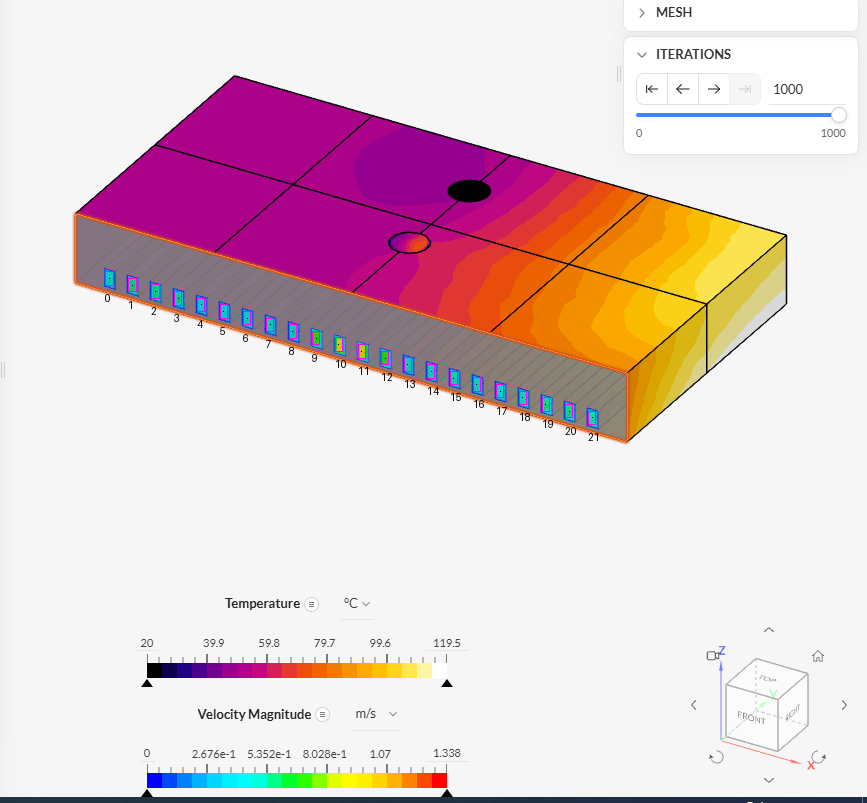 MESH
ITERATIONS
1000
0 1000
0 1 2 3 4 5 6 7 8 9 10 11 12 13 14 15 16 17 18 19 20 21
Temperature °C
20 39.9 59.8 79.7 99.6 119.5
Velocity Magnitude m/s
0 2.676e-1 5.352e-1 8.028e-1 1.07 1.338
Z
TOP
Y
FRONT
RIGHT
X